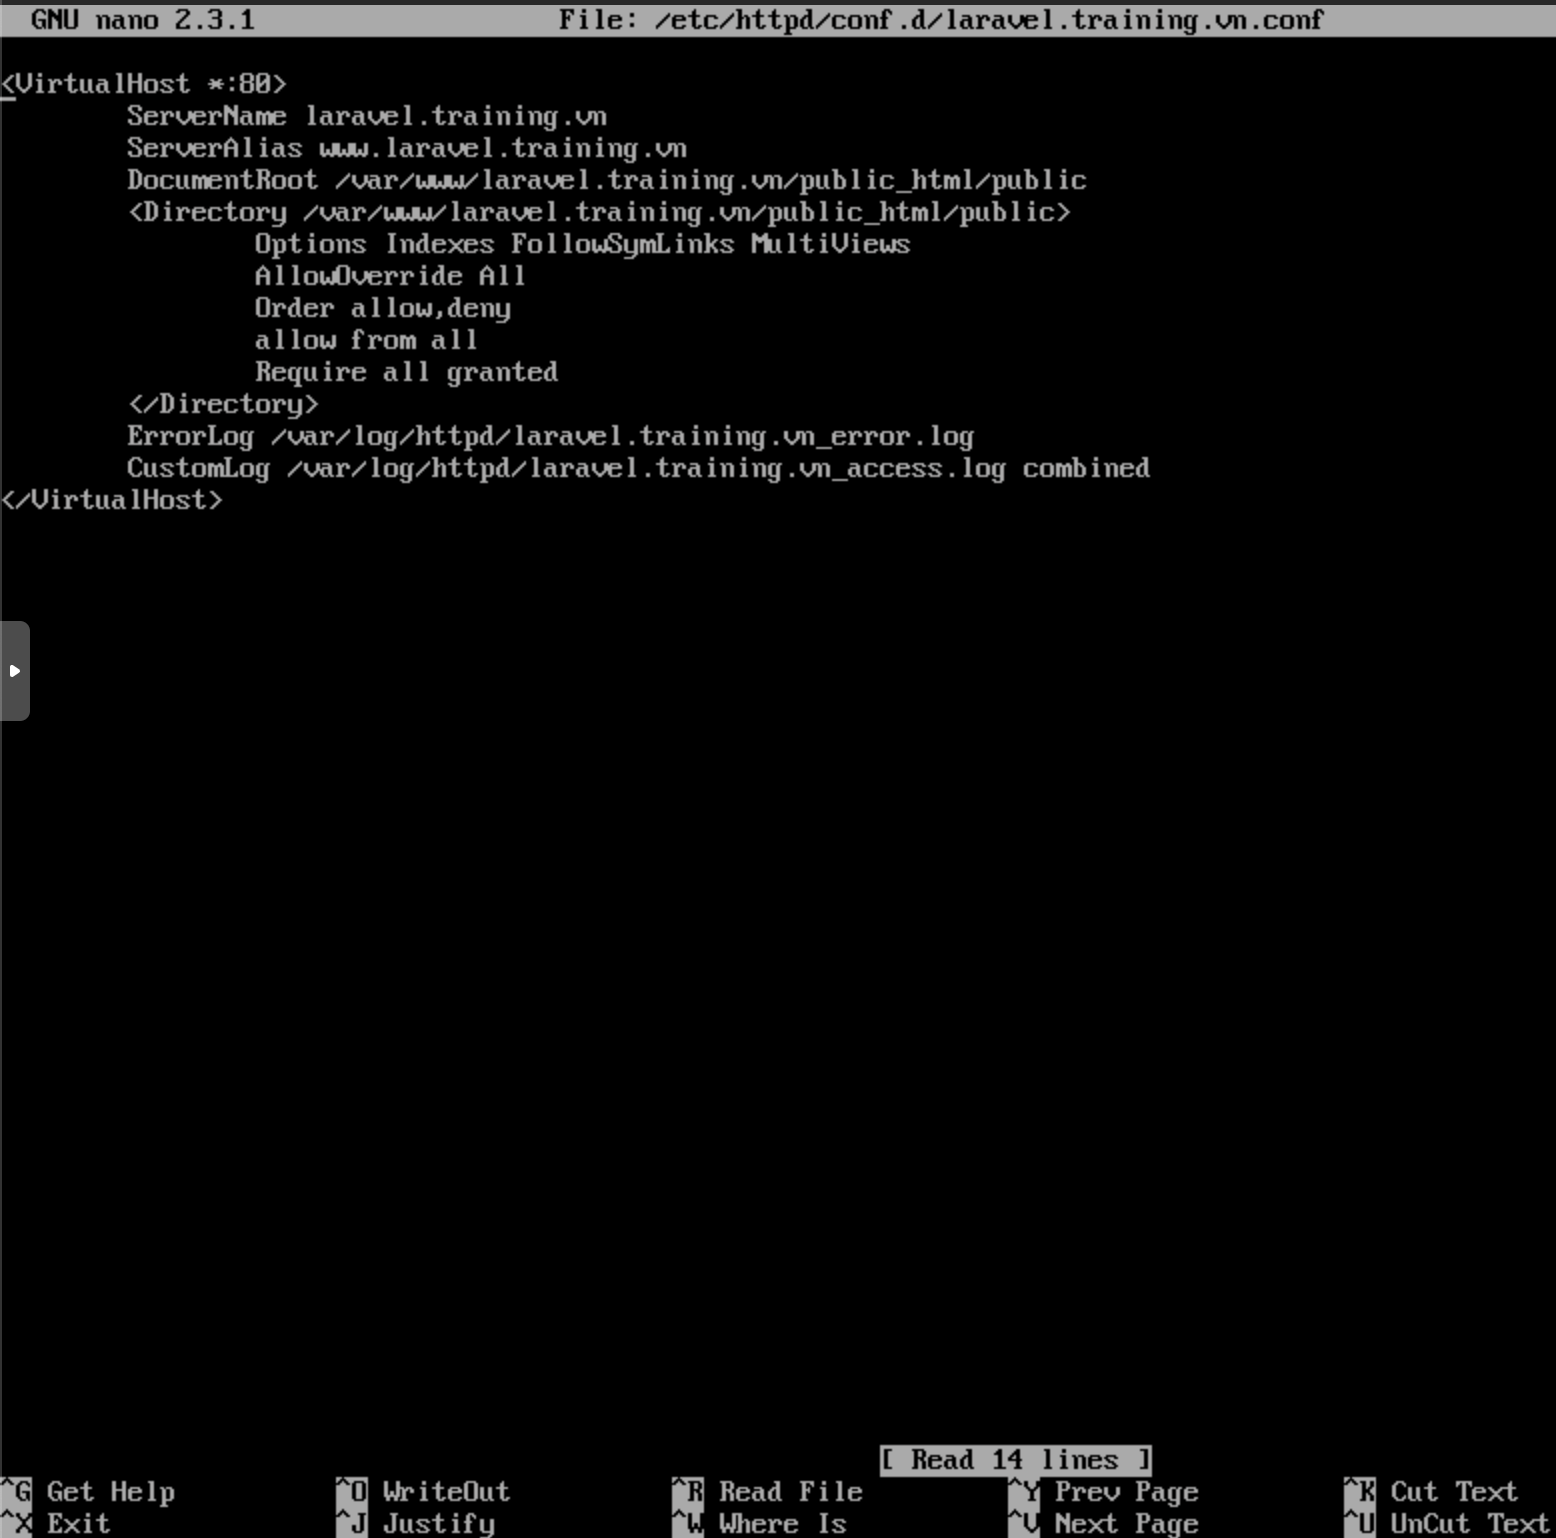 GNU nano 2.3.1 File: /etc/httpd/conf.d/laravel.training.vn.conf
<VirtualHost *:80>
ServerName laravel.training.vn
ServerAlias www.laravel.training.vn
DocumentRoot /var/www/laravel.training.vn/public_html/public
<Directory /var/www/laravel.training.vn/public_html/public>
Options Indexes FollowSymLinks MultiViews
AllowOverride All
Order allow,deny
allow from all
Require all granted
</Directory>
ErrorLog /var/log/httpd/laravel.training.vn_error.log
CustomLog /var/log/httpd/laravel.training.vn_access.log combined
</VirtualHost>
[ Read 14 lines ]
^G Get Help ^O WriteOut ^R Read File ^Y Prev Page ^K Cut Text
^X Exit ^J Justify ^W Where Is ^V Next Page ^U UnCut Text